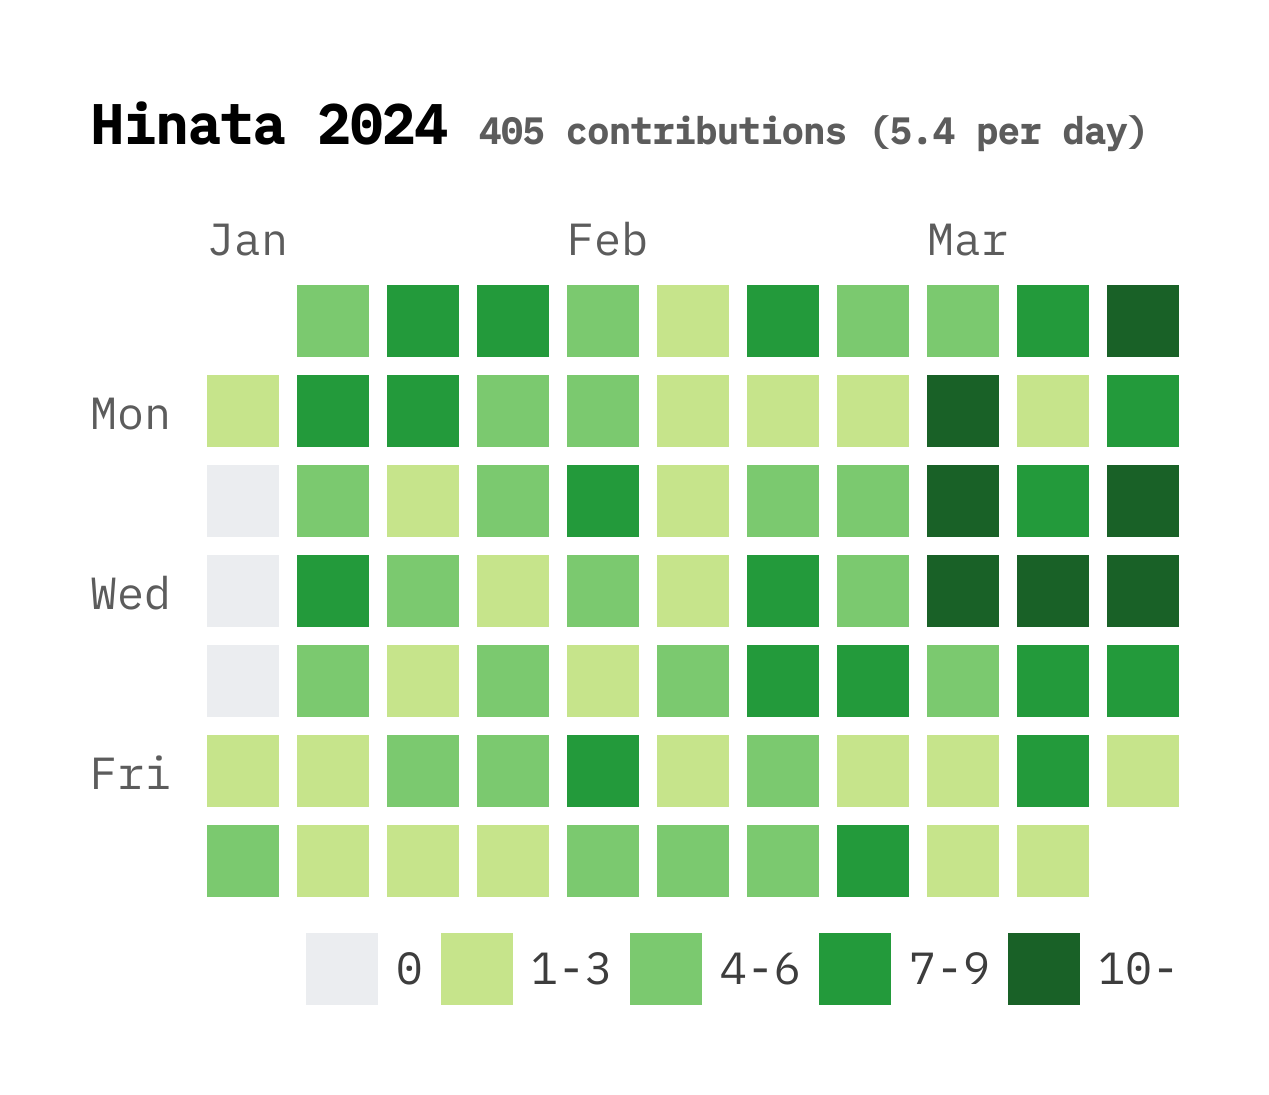 Hinata 2024 405 contributions (5.4 per day)
Jan Feb Mar
Mon
Wed
Fri
0 1-3 4-6 7-9 10-